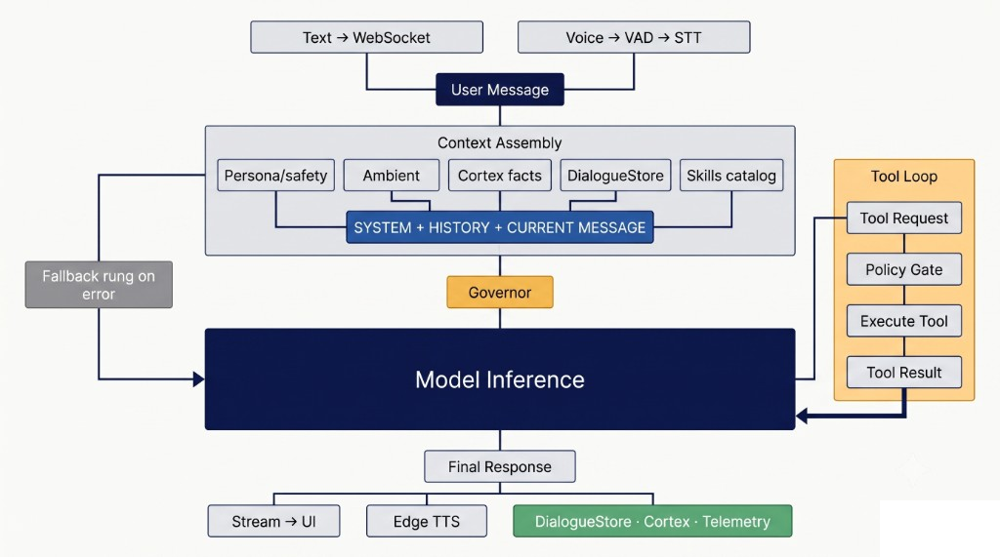 Text → WebSocket
Voice → VAD → STT
User Message
Context Assembly
Persona/safety
Ambient
Cortex facts
DialogueStore
Skills catalog
SYSTEM + HISTORY + CURRENT MESSAGE
Fallback rung on
error
Governor
Model Inference
Tool Loop
Tool Request
Policy Gate
Execute Tool
Tool Result
Final Response
Stream → UI
Edge TTS
DialogueStore · Cortex · Telemetry